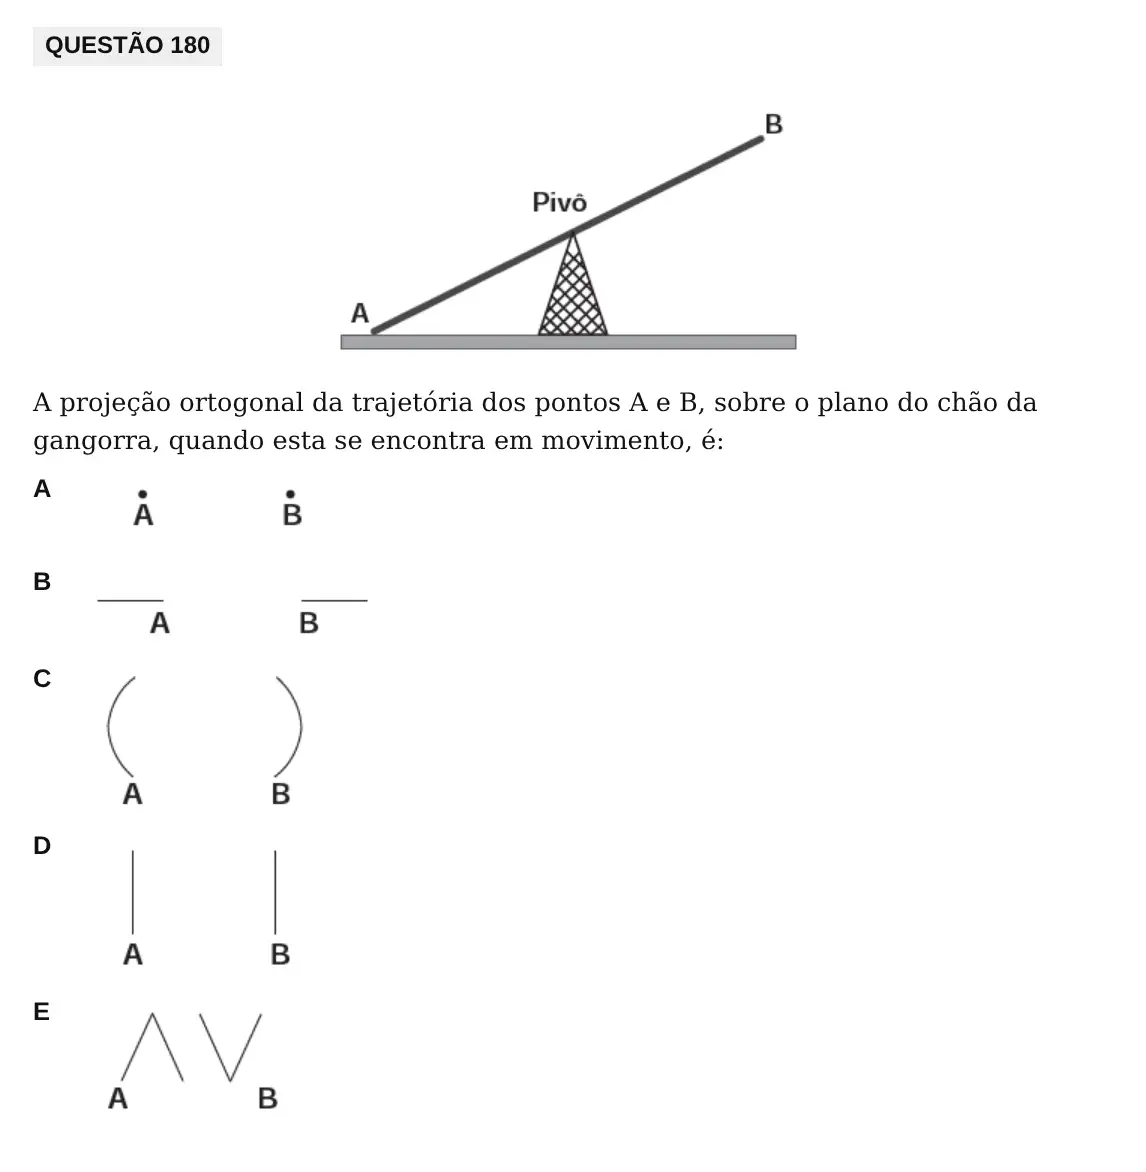 QUESTÃO 180
B
Pivô
A
A projeção ortogonal da trajetória dos pontos A e B, sobre o plano do chão da
gangorra, quando esta se encontra em movimento, é:
A
A B
B
A B
C
A B
D
A B
E
A B